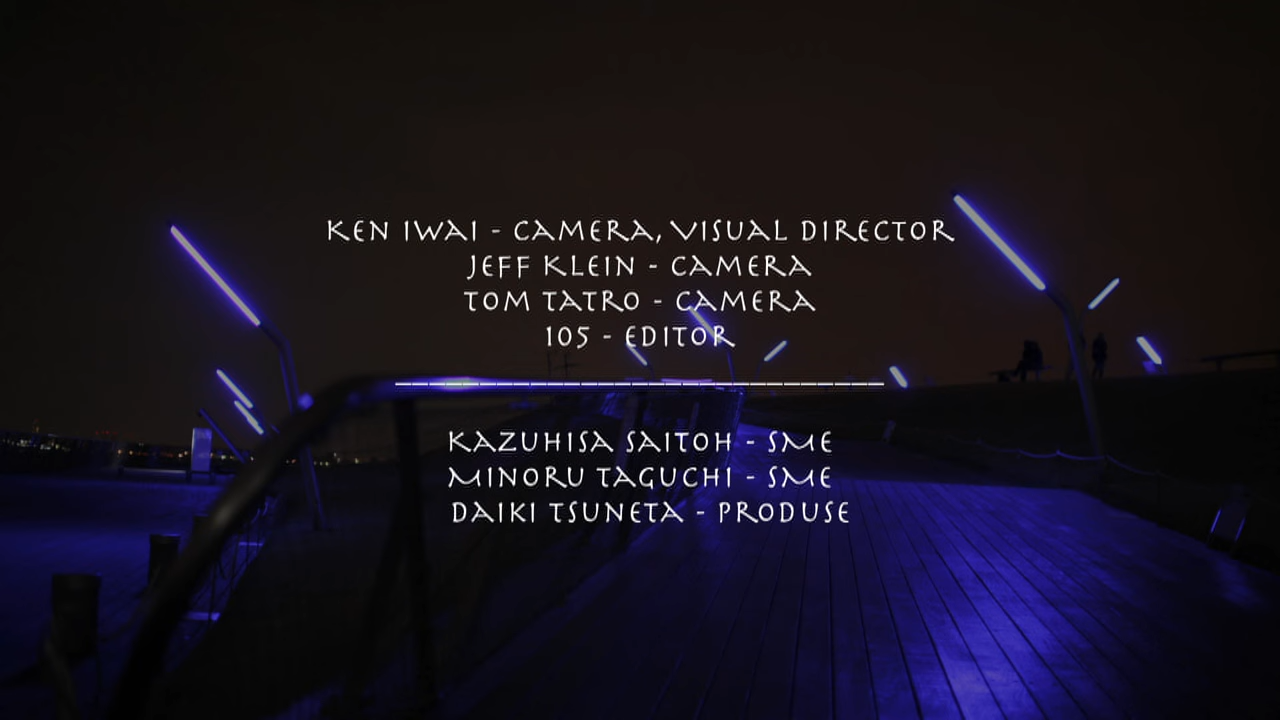 KEN IWAI - CAMERA, VISUAL DIRECTOR
JEFF KLEIN - CAMERA
TOM TATRO - CAMERA
105 - EDITOR
KAZUHISA SAITOH - SME
MINORU TAGUCHI - SME
DAIKI TSUNETA - PRODUSE